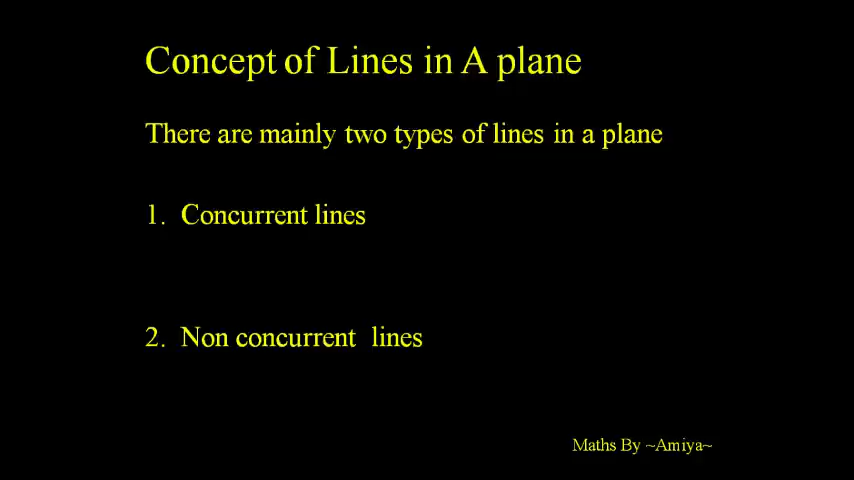 Concept of Lines in A plane
There are mainly two types of lines in a plane
1. Concurrent lines
2. Non concurrent lines
Maths By ~Amiya~